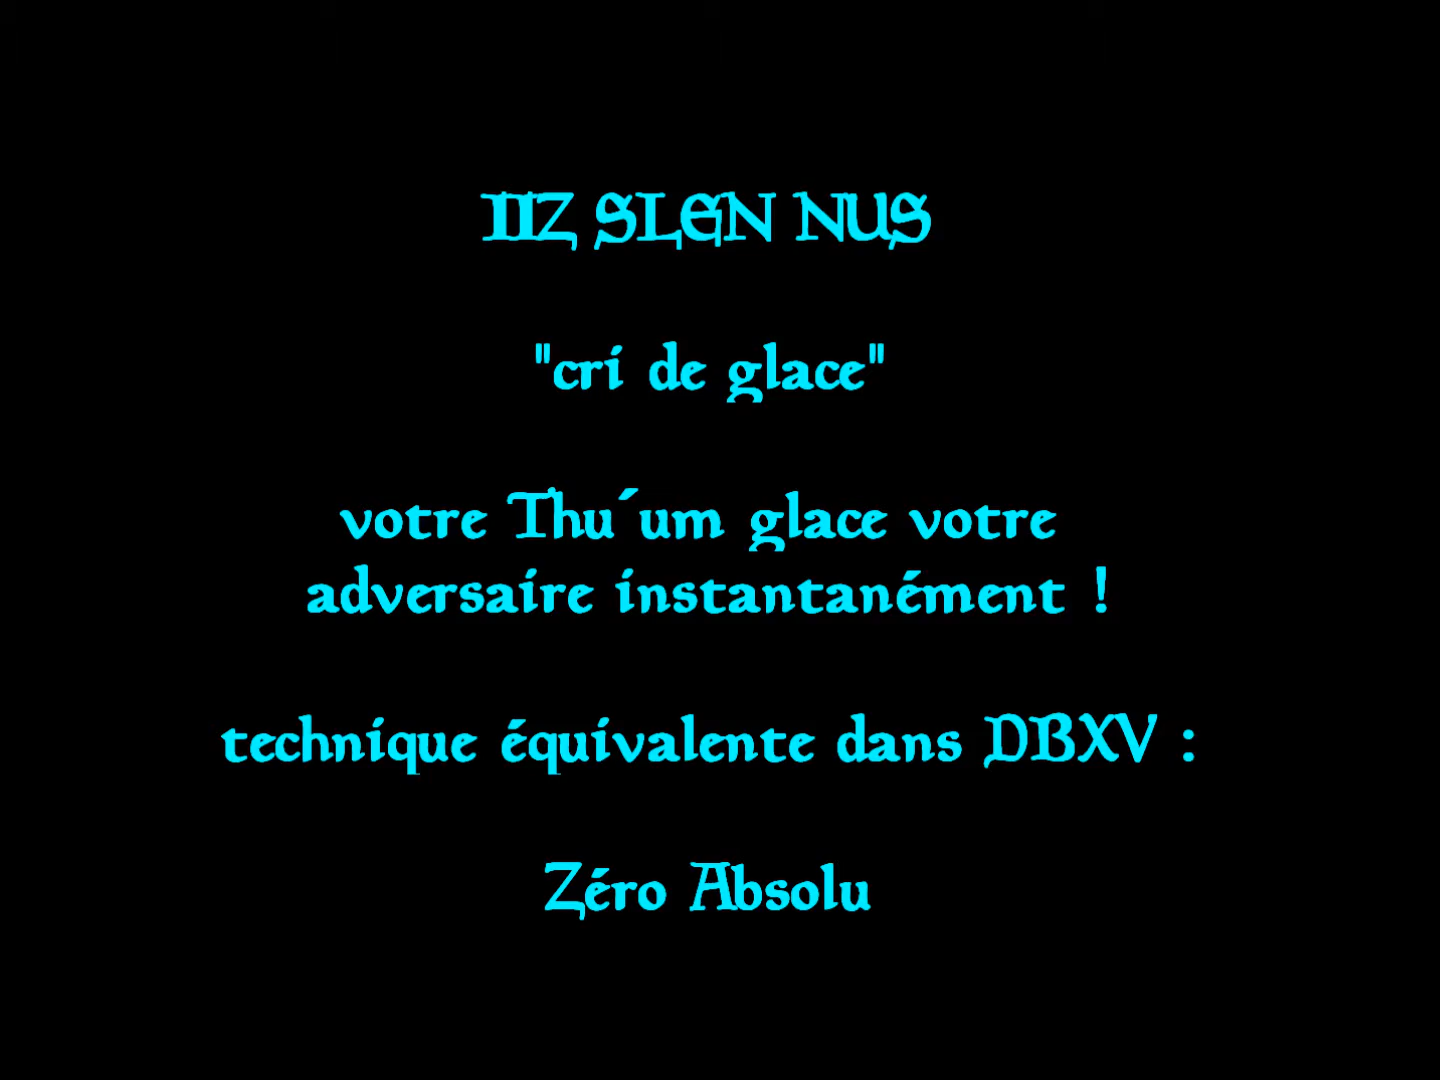 IIZ SLEN NUS
"cri de glace"
votre Thu´um glace votre
adversaire instantanément !
technique équivalente dans DBXV :
Zéro Absolu